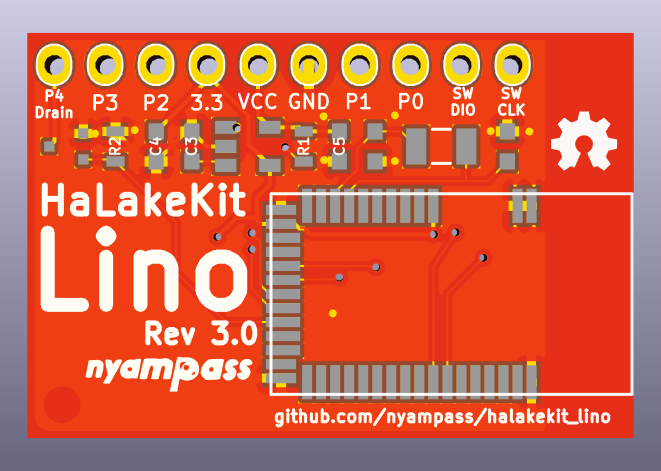 P4 Drain P3 P2 3.3 VCC GND P1 P0 SW DIO SW CLK
R2 C4 C3 R1 C5
HaLakeKit
Lino
Rev 3.0
nyampass
github.com/nyampass/halakekit_lino